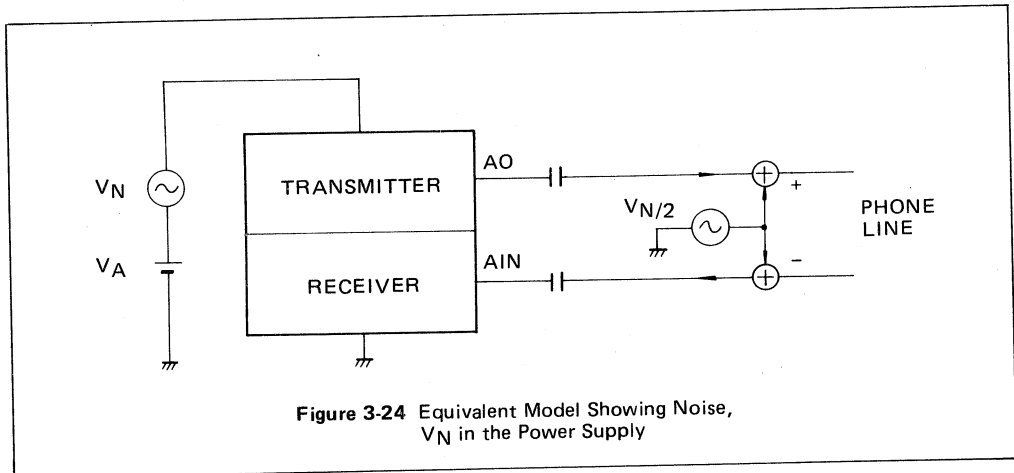 TRANSMITTER
RECEIVER
VN
VA
AO
AIN
VN/2
+
−
PHONE
LINE
Figure 3-24 Equivalent Model Showing Noise,
VN in the Power Supply